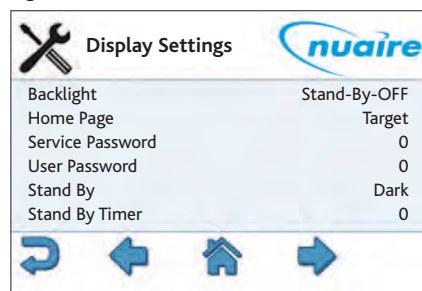 Display Settings
nuaire
Backlight Stand-By-OFF
Home Page Target
Service Password 0
User Password 0
Stand By Dark
Stand By Timer 0